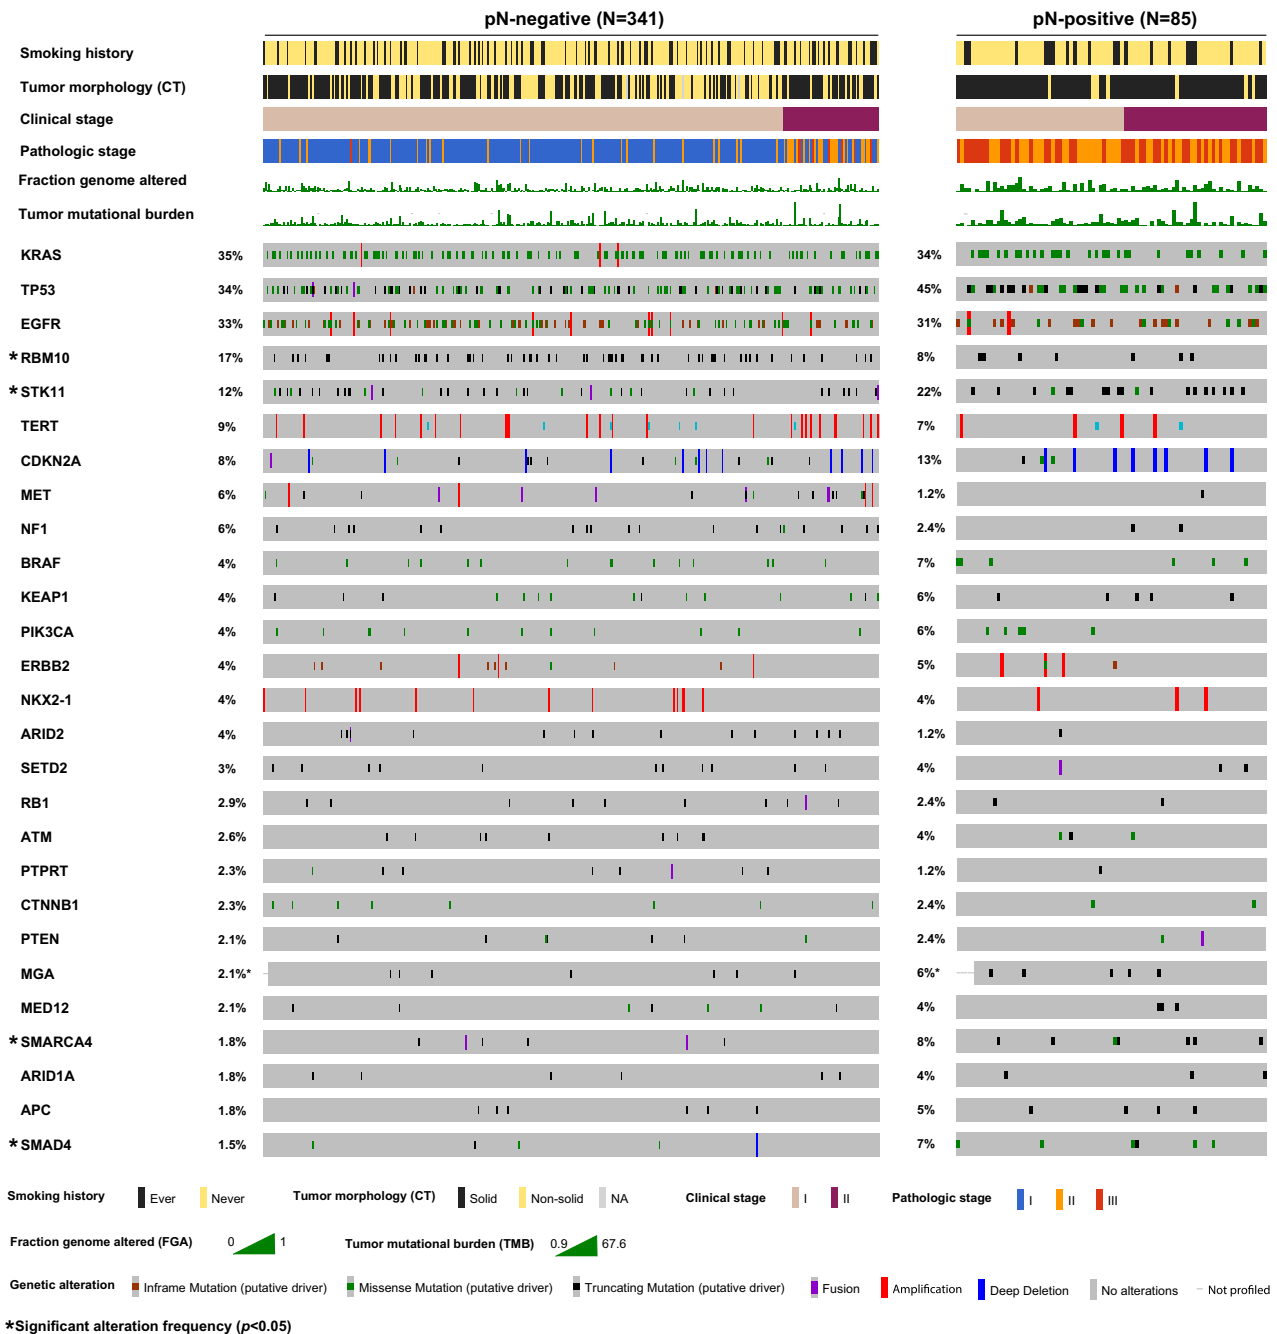 pN-negative (N=341) pN-positive (N=85)
Smoking history
Tumor morphology (CT)
Clinical stage
Pathologic stage
Fraction genome altered
Tumor mutational burden
KRAS 35% 34%
TP53 34% 45%
EGFR 33% 31%
*RBM10 17% 8%
*STK11 12% 22%
TERT 9% 7%
CDKN2A 8% 13%
MET 6% 1.2%
NF1 6% 2.4%
BRAF 4% 7%
KEAP1 4% 6%
PIK3CA 4% 6%
ERBB2 4% 5%
NKX2-1 4% 4%
ARID2 4% 1.2%
SETD2 3% 4%
RB1 2.9% 2.4%
ATM 2.6% 4%
PTPRT 2.3% 1.2%
CTNNB1 2.3% 2.4%
PTEN 2.1% 2.4%
MGA 2.1%* 6%*
MED12 2.1% 4%
*SMARCA4 1.8% 8%
ARID1A 1.8% 4%
APC 1.8% 5%
*SMAD4 1.5% 7%
Smoking history Ever Never Tumor morphology (CT) Solid Non-solid NA Clinical stage I II Pathologic stage I II III
Fraction genome altered (FGA) 0 1 Tumor mutational burden (TMB) 0.9 67.6
Genetic alteration Inframe Mutation (putative driver) Missense Mutation (putative driver) Truncating Mutation (putative driver) Fusion Amplification Deep Deletion No alterations Not profiled
*Significant alteration frequency (p<0.05)